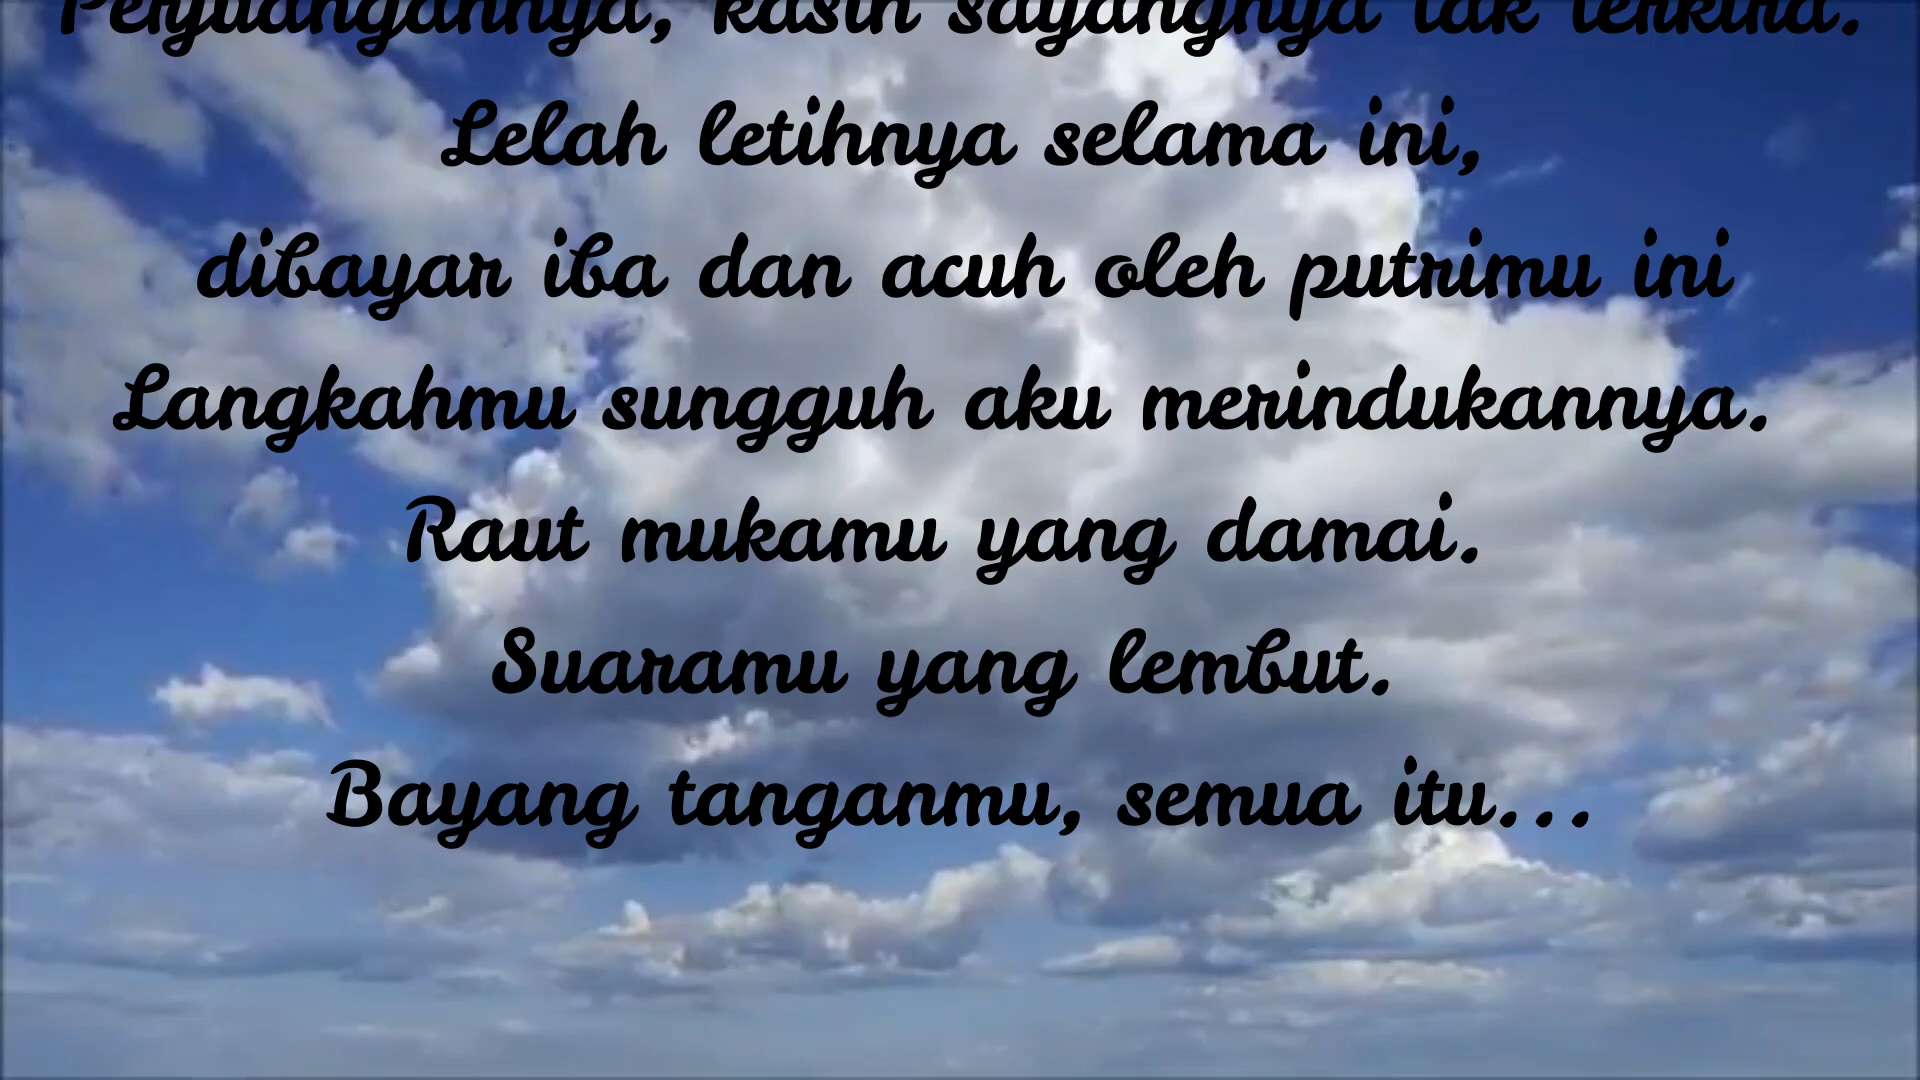 Perjuangannya, kasih sayangnya tak terkira.
Lelah letihnya selama ini,
dibayar iba dan acuh oleh putrimu ini
Langkahmu sungguh aku merindukannya.
Raut mukamu yang damai.
Suaramu yang lembut.
Bayang tanganmu, semua itu...